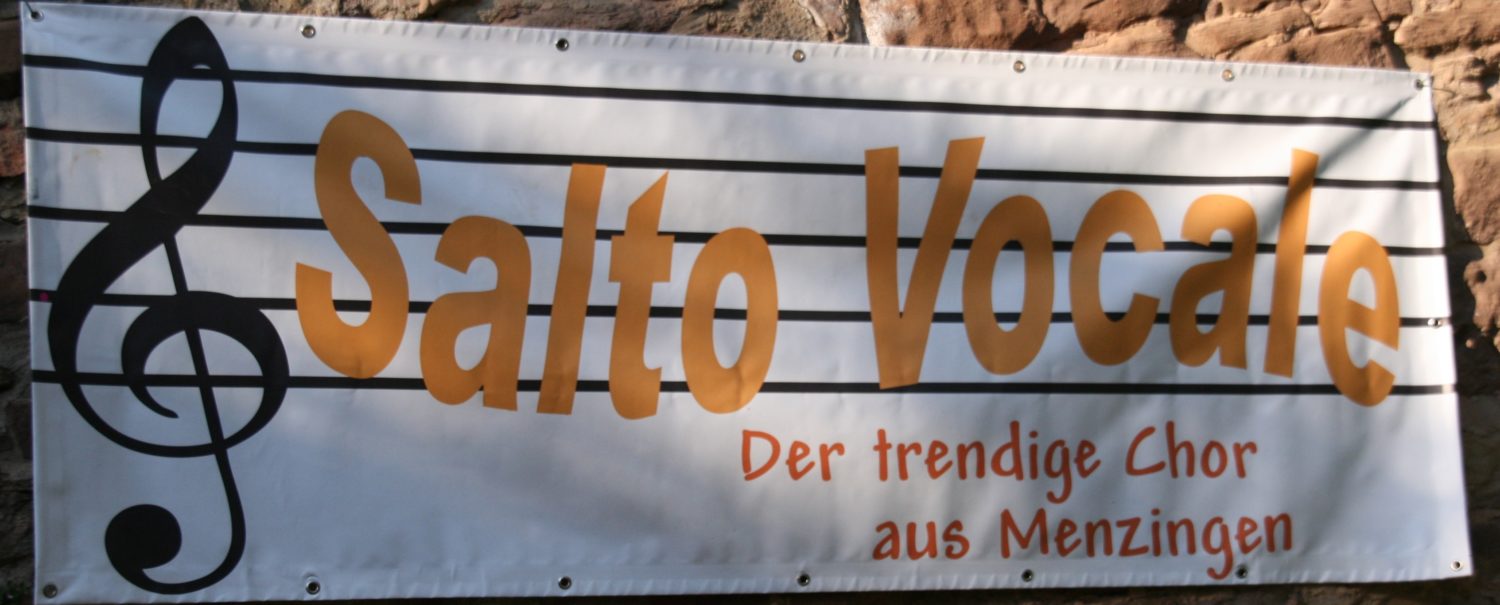 Salto Vocale
Der trendige Chor
aus Menzingen